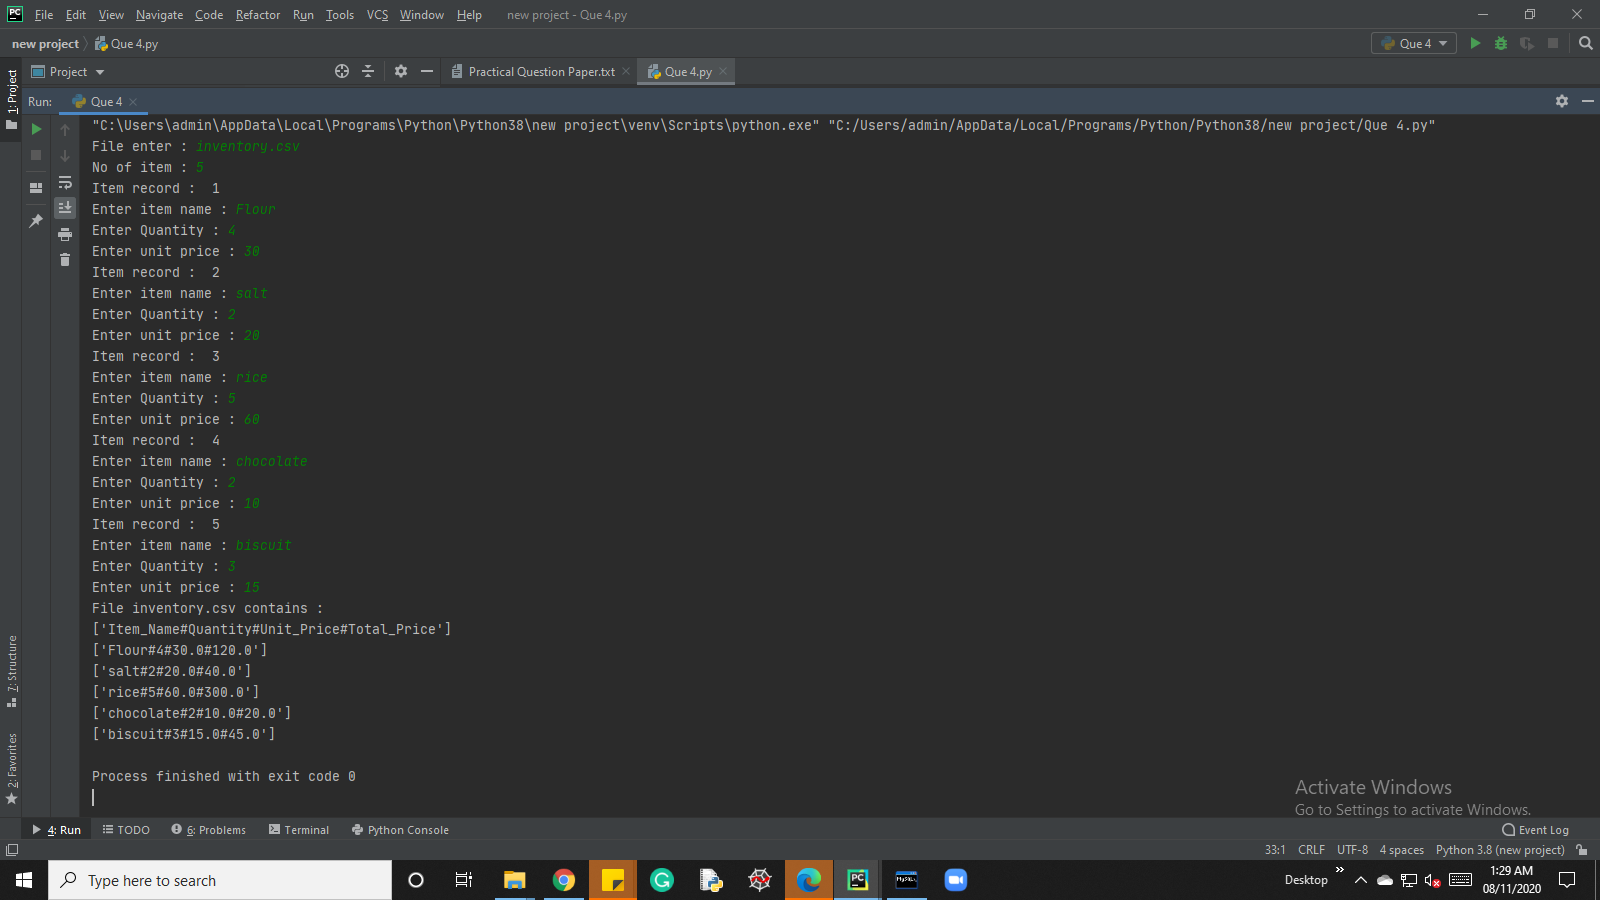 File Edit View Navigate Code Refactor Run Tools VCS Window Help new project - Que 4.py
new project Que 4.py Que 4
Project Practical Question Paper.txt Que 4.py
1: Project
Run: Que 4
"C:\Users\admin\AppData\Local\Programs\Python\Python38\new project\venv\Scripts\python.exe" "C:/Users/admin/AppData/Local/Programs/Python/Python38/new project/Que 4.py"
File enter : inventory.csv
No of item : 5
Item record :  1
Enter item name : Flour
Enter Quantity : 4
Enter unit price : 30
Item record :  2
Enter item name : salt
Enter Quantity : 2
Enter unit price : 20
Item record :  3
Enter item name : rice
Enter Quantity : 5
Enter unit price : 60
Item record :  4
Enter item name : chocolate
Enter Quantity : 2
Enter unit price : 10
Item record :  5
Enter item name : biscuit
Enter Quantity : 3
Enter unit price : 15
File inventory.csv contains :
['Item_Name#Quantity#Unit_Price#Total_Price']
['Flour#4#30.0#120.0']
['salt#2#20.0#40.0']
['rice#5#60.0#300.0']
['chocolate#2#10.0#20.0']
['biscuit#3#15.0#45.0']
Process finished with exit code 0
7: Structure
2: Favorites
Activate Windows
Go to Settings to activate Windows.
4: Run TODO 6: Problems Terminal Python Console Event Log
33:1 CRLF UTF-8 4 spaces Python 3.8 (new project)
Type here to search
PC
MySQL
Desktop
1:29 AM
08/11/2020